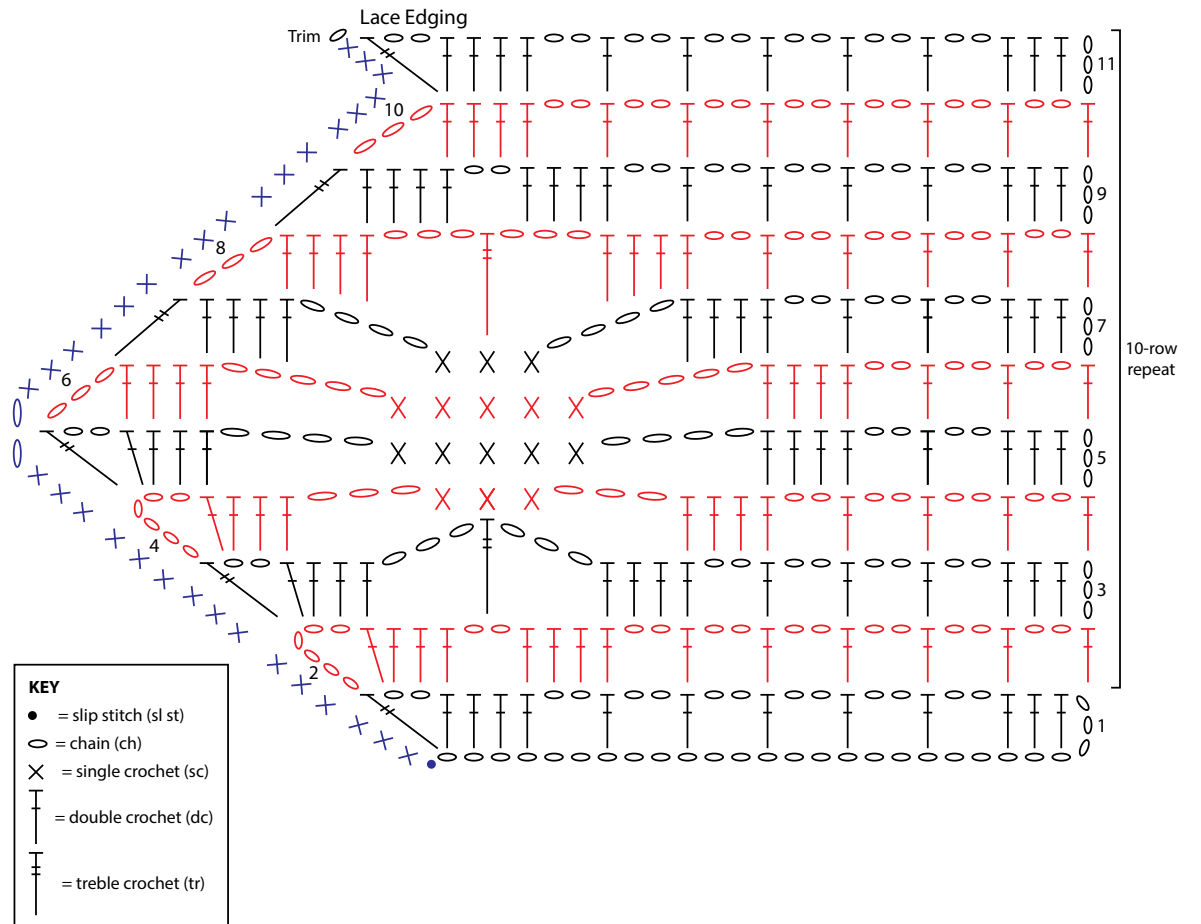 Lace Edging
Trim
11
10
9
8
7
10-row
repeat
6
5
4
3
2
1
KEY
= slip stitch (sl st)
= chain (ch)
= single crochet (sc)
= double crochet (dc)
= treble crochet (tr)